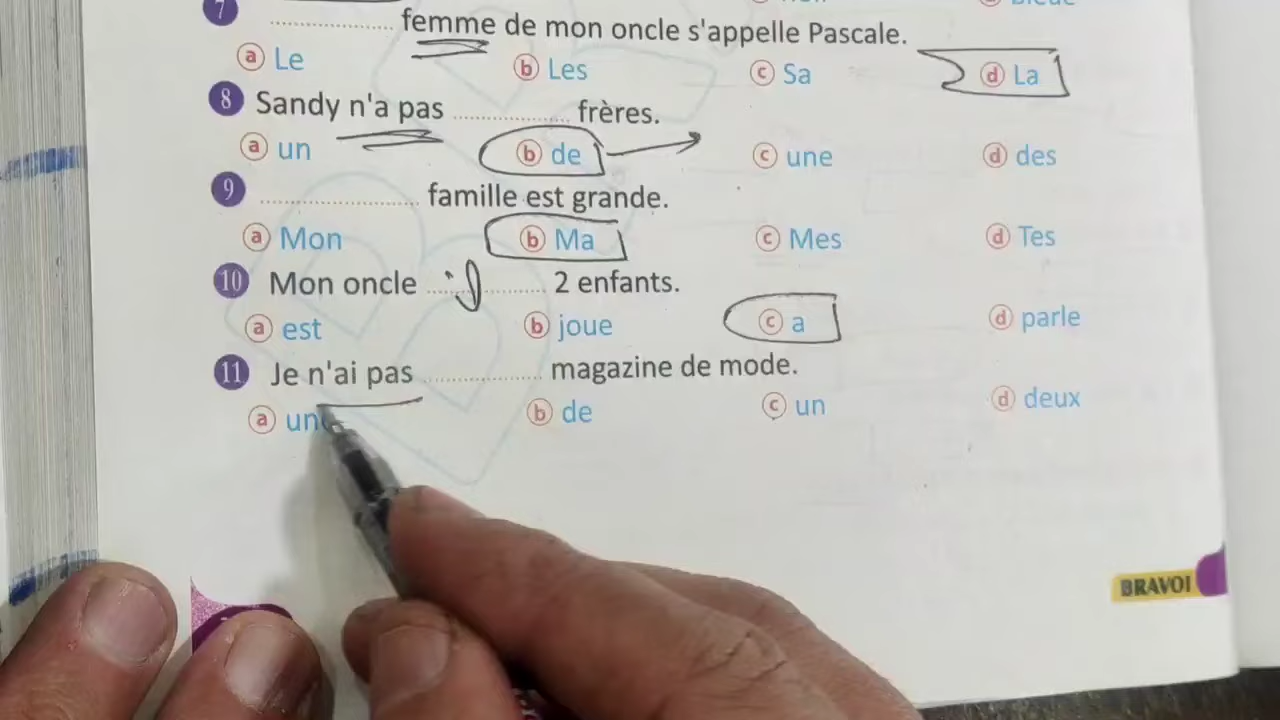 7 .................. femme de mon oncle s'appelle Pascale.
a Le b Les c Sa d La
8 Sandy n'a pas .................. frères.
a un b de c une d des
9 .................. famille est grande.
a Mon b Ma c Mes d Tes
10 Mon oncle .................. 2 enfants.
a est b joue c a d parle
11 Je n'ai pas .................. magazine de mode.
a une b de c un d deux
BRAVO!